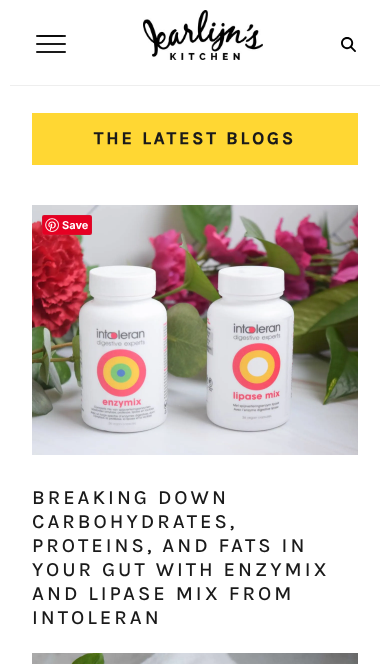 Jearlijn's
KITCHEN
THE LATEST BLOGS
Save
intoleran
digestive experts
enzymix
intoleran
digestive experts
lipase mix
BREAKING DOWN
CARBOHYDRATES,
PROTEINS, AND FATS IN
YOUR GUT WITH ENZYMIX
AND LIPASE MIX FROM
INTOLERAN